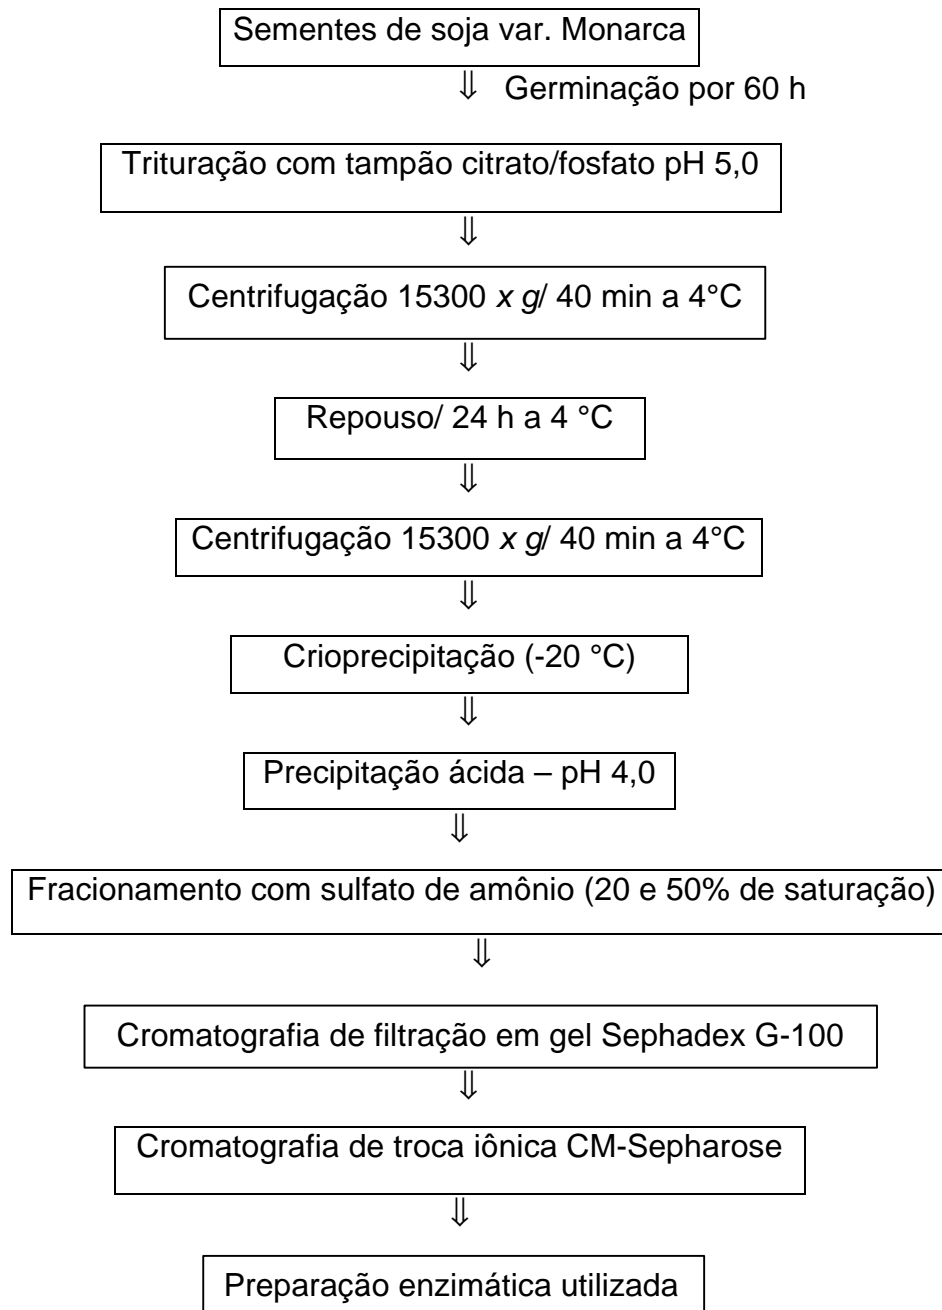 Sementes de soja var. Monarca
⇓ Germinação por 60 h
Trituração com tampão citrato/fosfato pH 5,0
⇓
Centrifugação 15300 x g/ 40 min a 4°C
⇓
Repouso/ 24 h a 4 °C
⇓
Centrifugação 15300 x g/ 40 min a 4°C
⇓
Crioprecipitação (-20 °C)
⇓
Precipitação ácida – pH 4,0
⇓
Fracionamento com sulfato de amônio (20 e 50% de saturação)
⇓
Cromatografia de filtração em gel Sephadex G-100
⇓
Cromatografia de troca iônica CM-Sepharose
⇓
Preparação enzimática utilizada